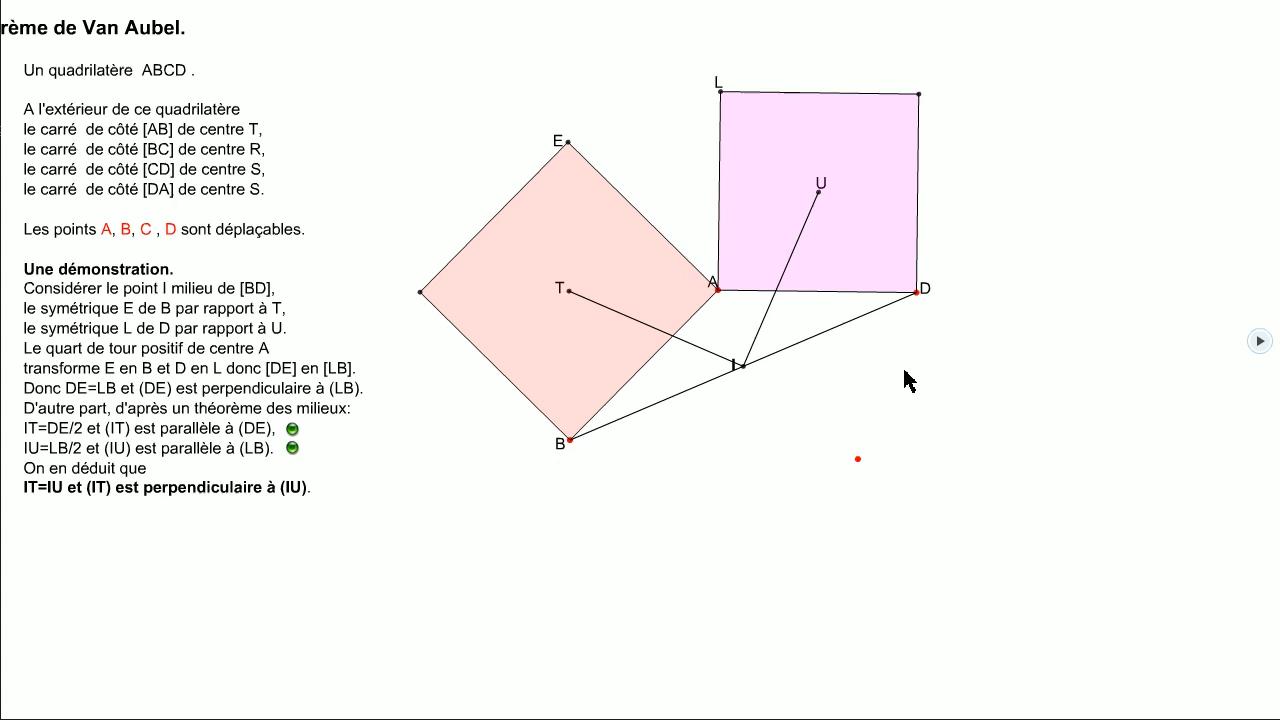 rème de Van Aubel.
Un quadrilatère ABCD .
A l'extérieur de ce quadrilatère
le carré de côté [AB] de centre T,
le carré de côté [BC] de centre R,
le carré de côté [CD] de centre S,
le carré de côté [DA] de centre S.
Les points A, B, C , D sont déplaçables.
Une démonstration.
Considérer le point I milieu de [BD],
le symétrique E de B par rapport à T,
le symétrique L de D par rapport à U.
Le quart de tour positif de centre A
transforme E en B et D en L donc [DE] en [LB].
Donc DE=LB et (DE) est perpendiculaire à (LB).
D'autre part, d'après un théorème des milieux:
IT=DE/2 et (IT) est parallèle à (DE),
IU=LB/2 et (IU) est parallèle à (LB).
On en déduit que
IT=IU et (IT) est perpendiculaire à (IU).
L
E
U
A
T
D
I
B